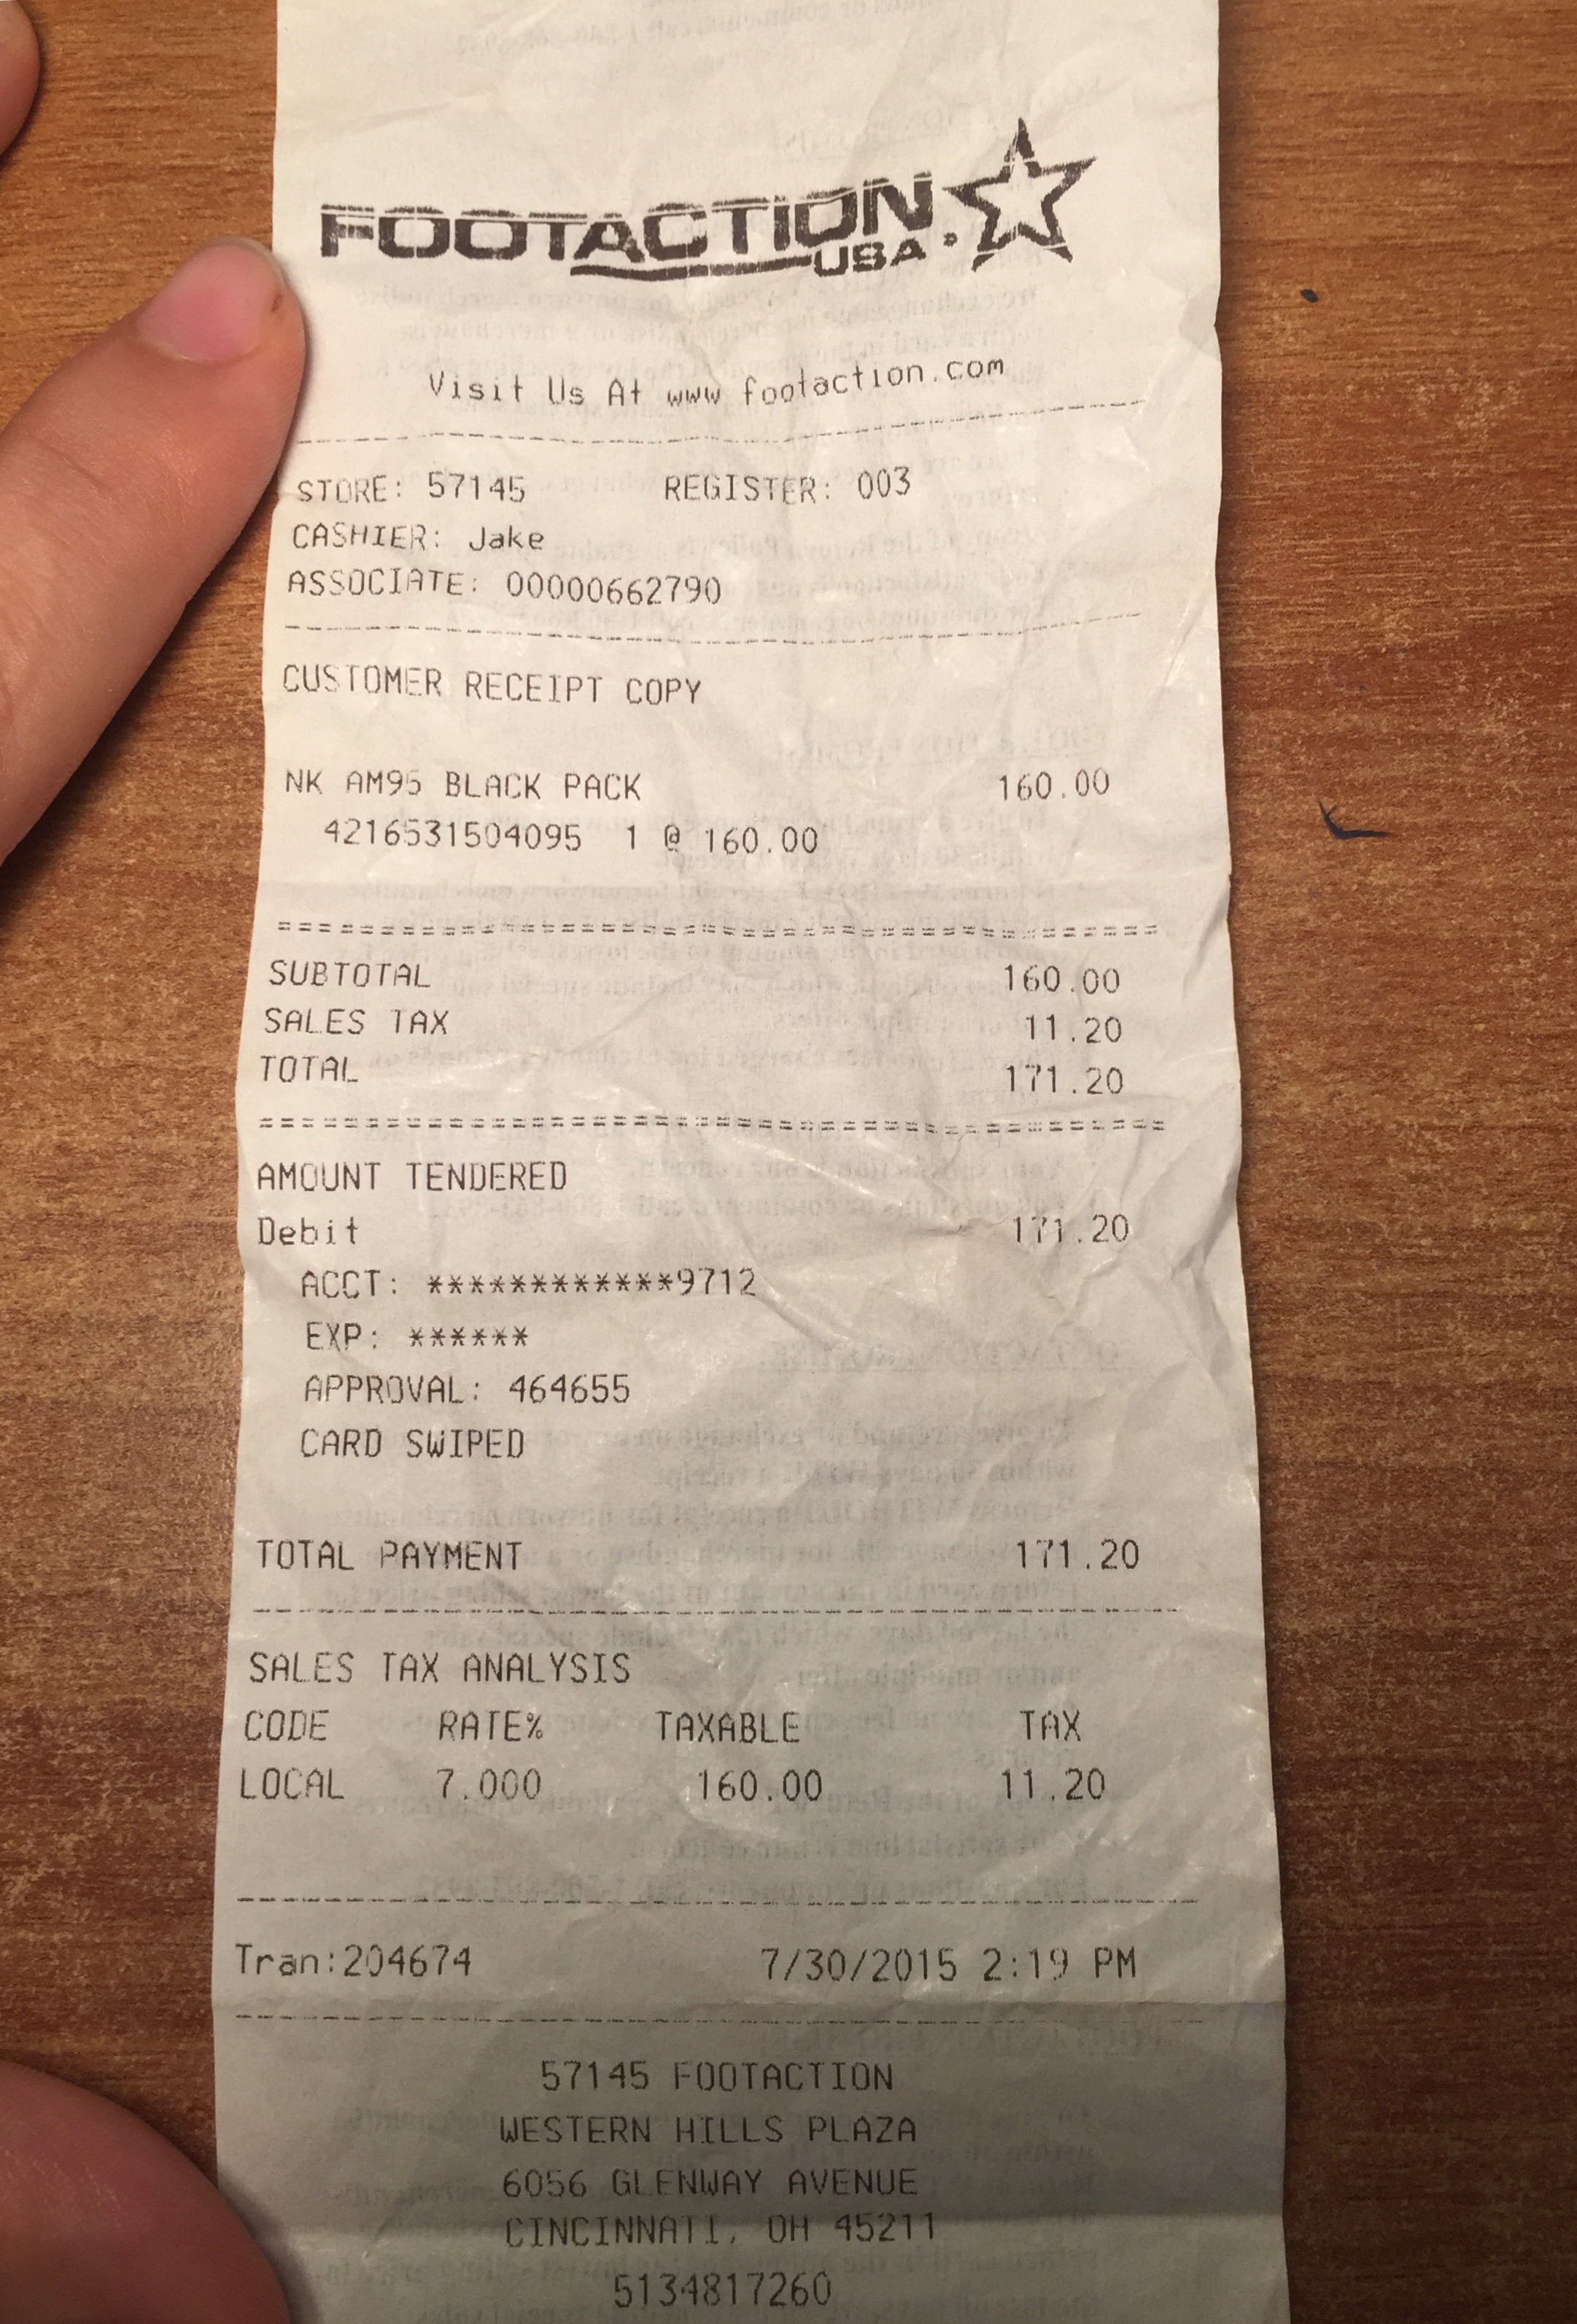 FOOTACTION
USA.
Visit Us At www footaction.com
STORE: 57145 REGISTER: 003
CASHIER: Jake
ASSOCIATE: 00000662790
CUSTOMER RECEIPT COPY
NK AM95 BLACK PACK 160.00
4216531504095 1 @ 160.00
SUBTOTAL 160.00
SALES TAX 11.20
TOTAL 171.20
AMOUNT TENDERED
Debit 171.20
ACCT: ************9712
EXP: ******
APPROVAL: 464655
CARD SWIPED
TOTAL PAYMENT 171.20
SALES TAX ANALYSIS
CODE RATE% TAXABLE TAX
LOCAL 7.000 160.00 11.20
Tran:204674 7/30/2015 2:19 PM
57145 FOOTACTION
WESTERN HILLS PLAZA
6056 GLENWAY AVENUE
CINCINNATI, OH 45211
5134817260